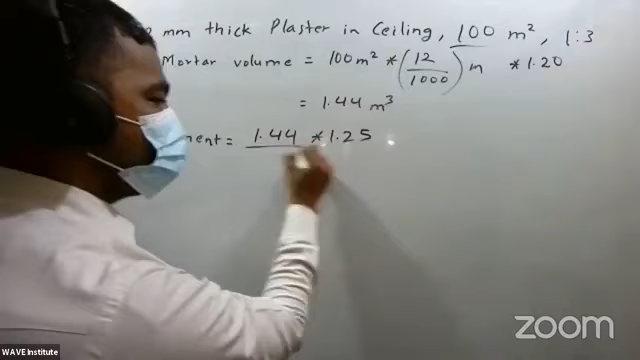 mm thick Plaster in Ceiling, 100 m², 1:3
Mortar volume = 100m² * (12/1000) m * 1.20
= 1.44 m³
ment = 1.44 * 1.25
zoom
WAVE Institute